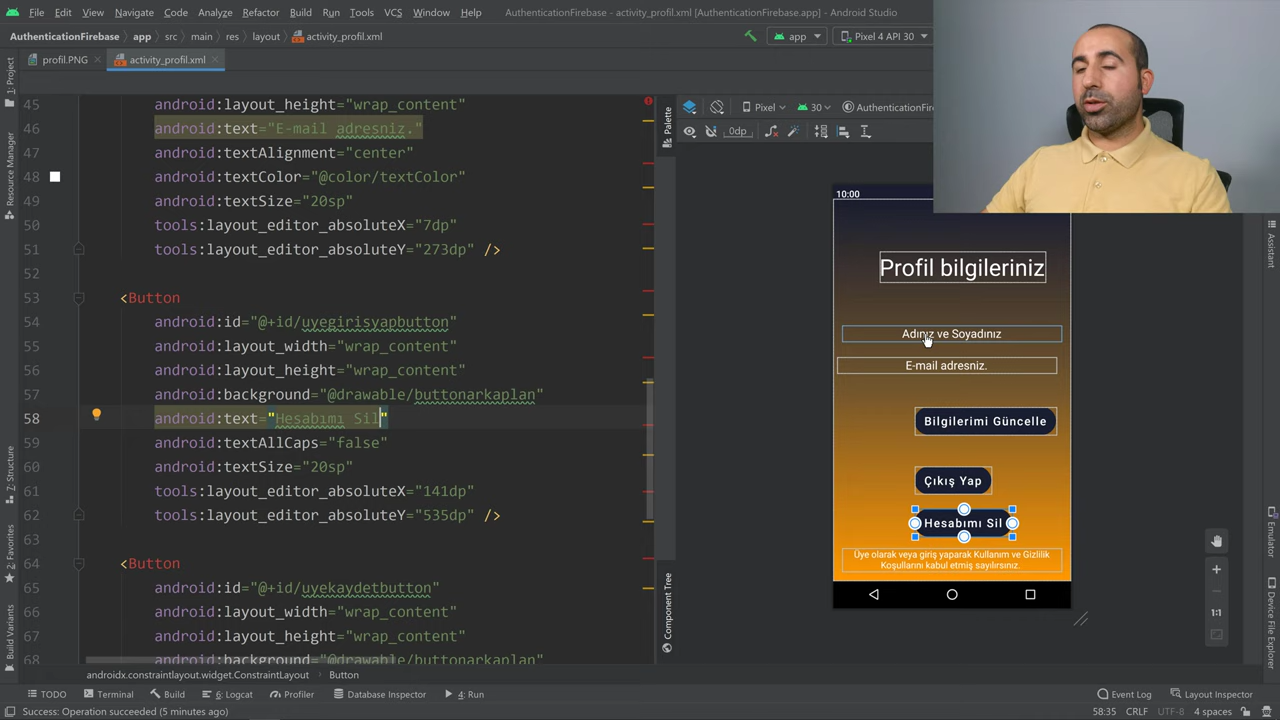 File Edit View Navigate Code Analyze Refactor Build Run Tools VCS Window Help AuthenticationFirebase - activity_profil.xml [AuthenticationFirebase.app] - Android Studio
AuthenticationFirebase app src main res layout activity_profil.xml app Pixel 4 API 30
profil.PNG activity_profil.xml
1: Project
Resource Manager
Z: Structure
2: Favorites
Build Variants
45 android:layout_height="wrap_content"
46 android:text="E-mail adresniz."
47 android:textAlignment="center"
48 android:textColor="@color/textColor"
49 android:textSize="20sp"
50 tools:layout_editor_absoluteX="7dp"
51 tools:layout_editor_absoluteY="273dp" />
52
53 <Button
54 android:id="@+id/uyegirisyapbutton"
55 android:layout_width="wrap_content"
56 android:layout_height="wrap_content"
57 android:background="@drawable/buttonarkaplan"
58 android:text="Hesabımı Sil"
59 android:textAllCaps="false"
60 android:textSize="20sp"
61 tools:layout_editor_absoluteX="141dp"
62 tools:layout_editor_absoluteY="535dp" />
63
64 <Button
65 android:id="@+id/uyekaydetbutton"
66 android:layout_width="wrap_content"
67 android:layout_height="wrap_content"
68 android:background="@drawable/buttonarkaplan"
androidx.constraintlayout.widget.ConstraintLayout Button
Palette
Component Tree
Pixel 30 AuthenticationFire
0dp
10:00
Profil bilgileriniz
Adınız ve Soyadınız
E-mail adresniz.
Bilgilerimi Güncelle
Çıkış Yap
Hesabımı Sil
Üye olarak veya giriş yaparak Kullanım ve Gizlilik
Koşullarını kabul etmiş sayılırsınız.
1:1
Assistant
Emulator
Device File Explorer
TODO Terminal Build 6: Logcat Profiler Database Inspector 4: Run Event Log Layout Inspector
Success: Operation succeeded (5 minutes ago) 58:35 CRLF UTF-8 4 spaces